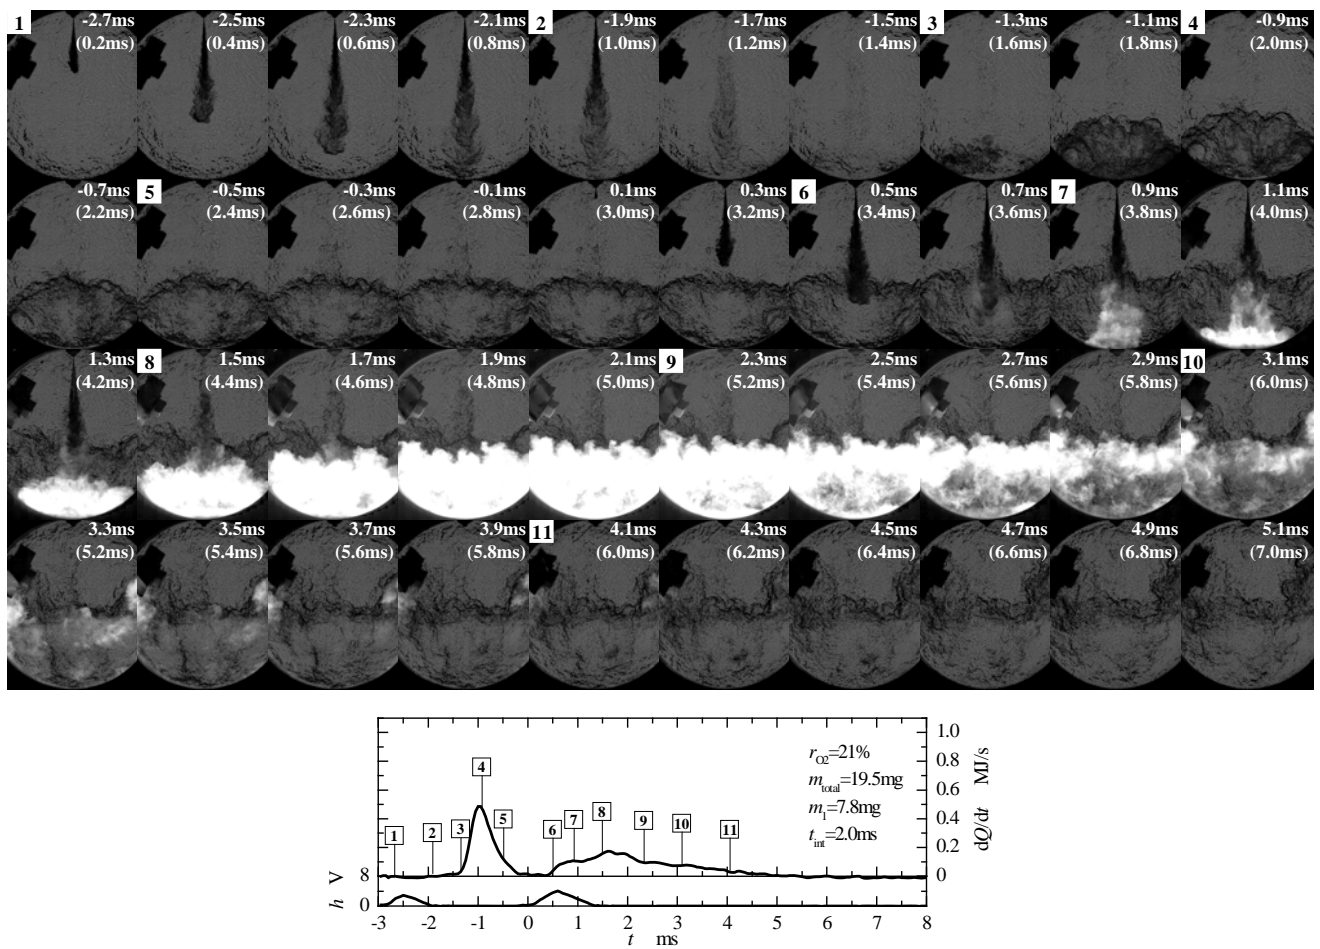 1 -2.7ms -2.5ms -2.3ms -2.1ms 2 -1.9ms -1.7ms -1.5ms 3 -1.3ms -1.1ms 4 -0.9ms
(0.2ms) (0.4ms) (0.6ms) (0.8ms) (1.0ms) (1.2ms) (1.4ms) (1.6ms) (1.8ms) (2.0ms)
-0.7ms 5 -0.5ms -0.3ms -0.1ms 0.1ms 0.3ms 6 0.5ms 0.7ms 7 0.9ms 1.1ms
(2.2ms) (2.4ms) (2.6ms) (2.8ms) (3.0ms) (3.2ms) (3.4ms) (3.6ms) (3.8ms) (4.0ms)
1.3ms 8 1.5ms 1.7ms 1.9ms 2.1ms 9 2.3ms 2.5ms 2.7ms 2.9ms 10 3.1ms
(4.2ms) (4.4ms) (4.6ms) (4.8ms) (5.0ms) (5.2ms) (5.4ms) (5.6ms) (5.8ms) (6.0ms)
3.3ms 3.5ms 3.7ms 3.9ms 11 4.1ms 4.3ms 4.5ms 4.7ms 4.9ms 5.1ms
(5.2ms) (5.4ms) (5.6ms) (5.8ms) (6.0ms) (6.2ms) (6.4ms) (6.6ms) (6.8ms) (7.0ms)
1.0
0.8
0.6
0.4
0.2
0
dQ/dt MJ/s
rO2=21%
mtotal=19.5mg
m1=7.8mg
tint=2.0ms
1 2 3 4 5 6 7 8 9 10 11
8
0
h V
-3 -2 -1 0 1 2 3 4 5 6 7 8
t ms